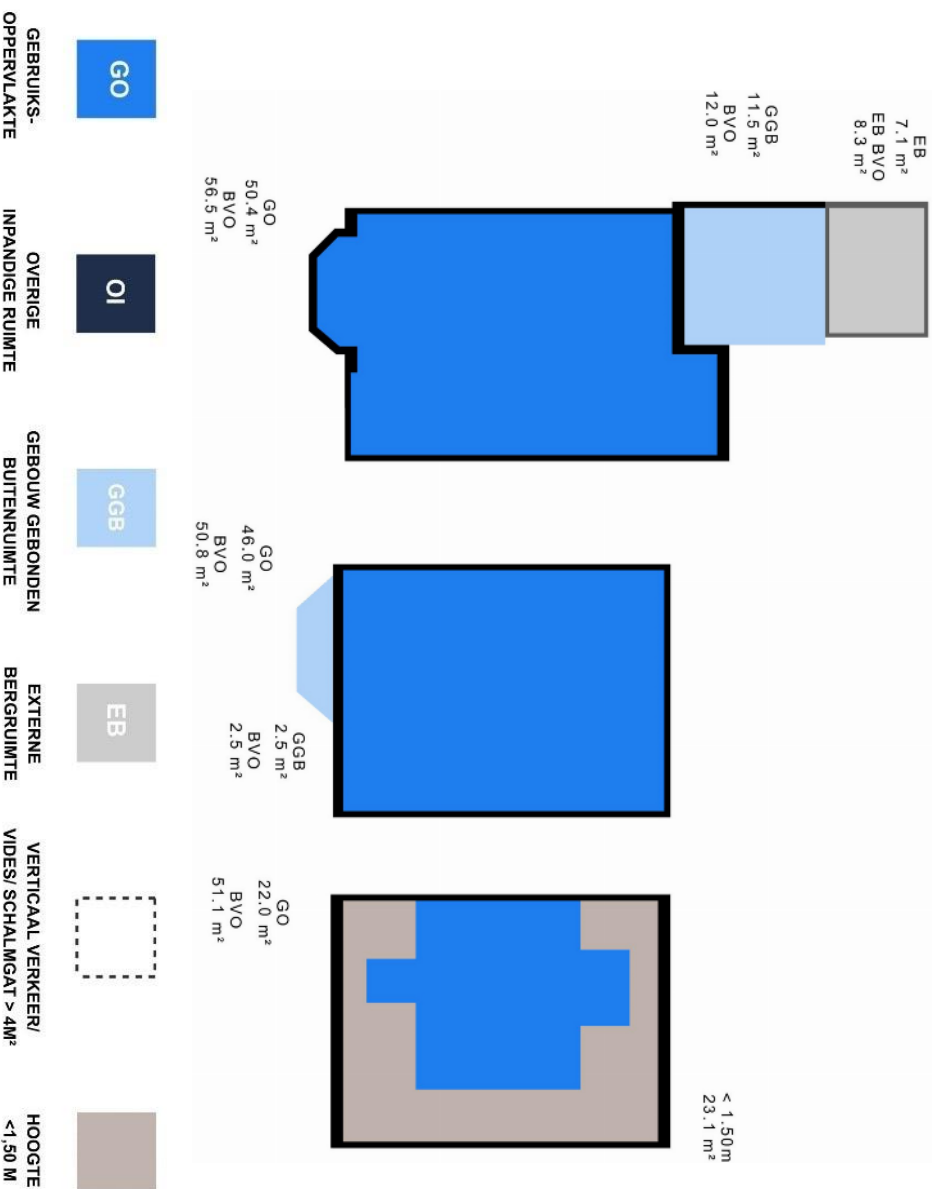 EB
7.1 m²
EB BVO
8.3 m²
GGB
11.5 m²
BVO
12.0 m²
GO
50.4 m²
BVO
56.5 m²
GO
46.0 m²
BVO
50.8 m²
GGB
2.5 m²
BVO
2.5 m²
GO
22.0 m²
BVO
51.1 m²
< 1.50m
23.1 m²
GO
GEBRUIKS-
OPPERVLAKTE
OI
OVERIGE
INPANDIGE RUIMTE
GGB
GEBOUW GEBONDEN
BUITENRUIMTE
EB
EXTERNE
BERGRUIMTE
VERTICAAL VERKEER/
VIDES/ SCHALMGAT > 4M²
HOOGTE
<1,50 M